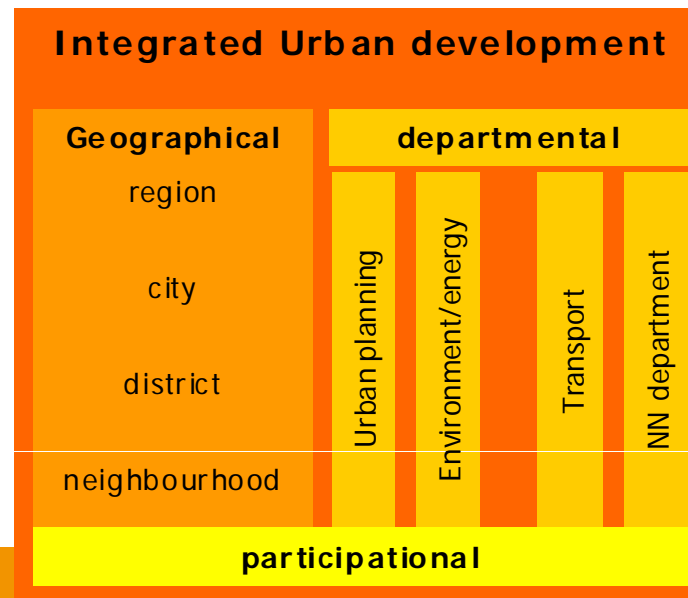 Integrated Urban development
Geographical
region
city
district
neighbourhood
departmental
Urban planning
Environment/energy
Transport
NN department
participational